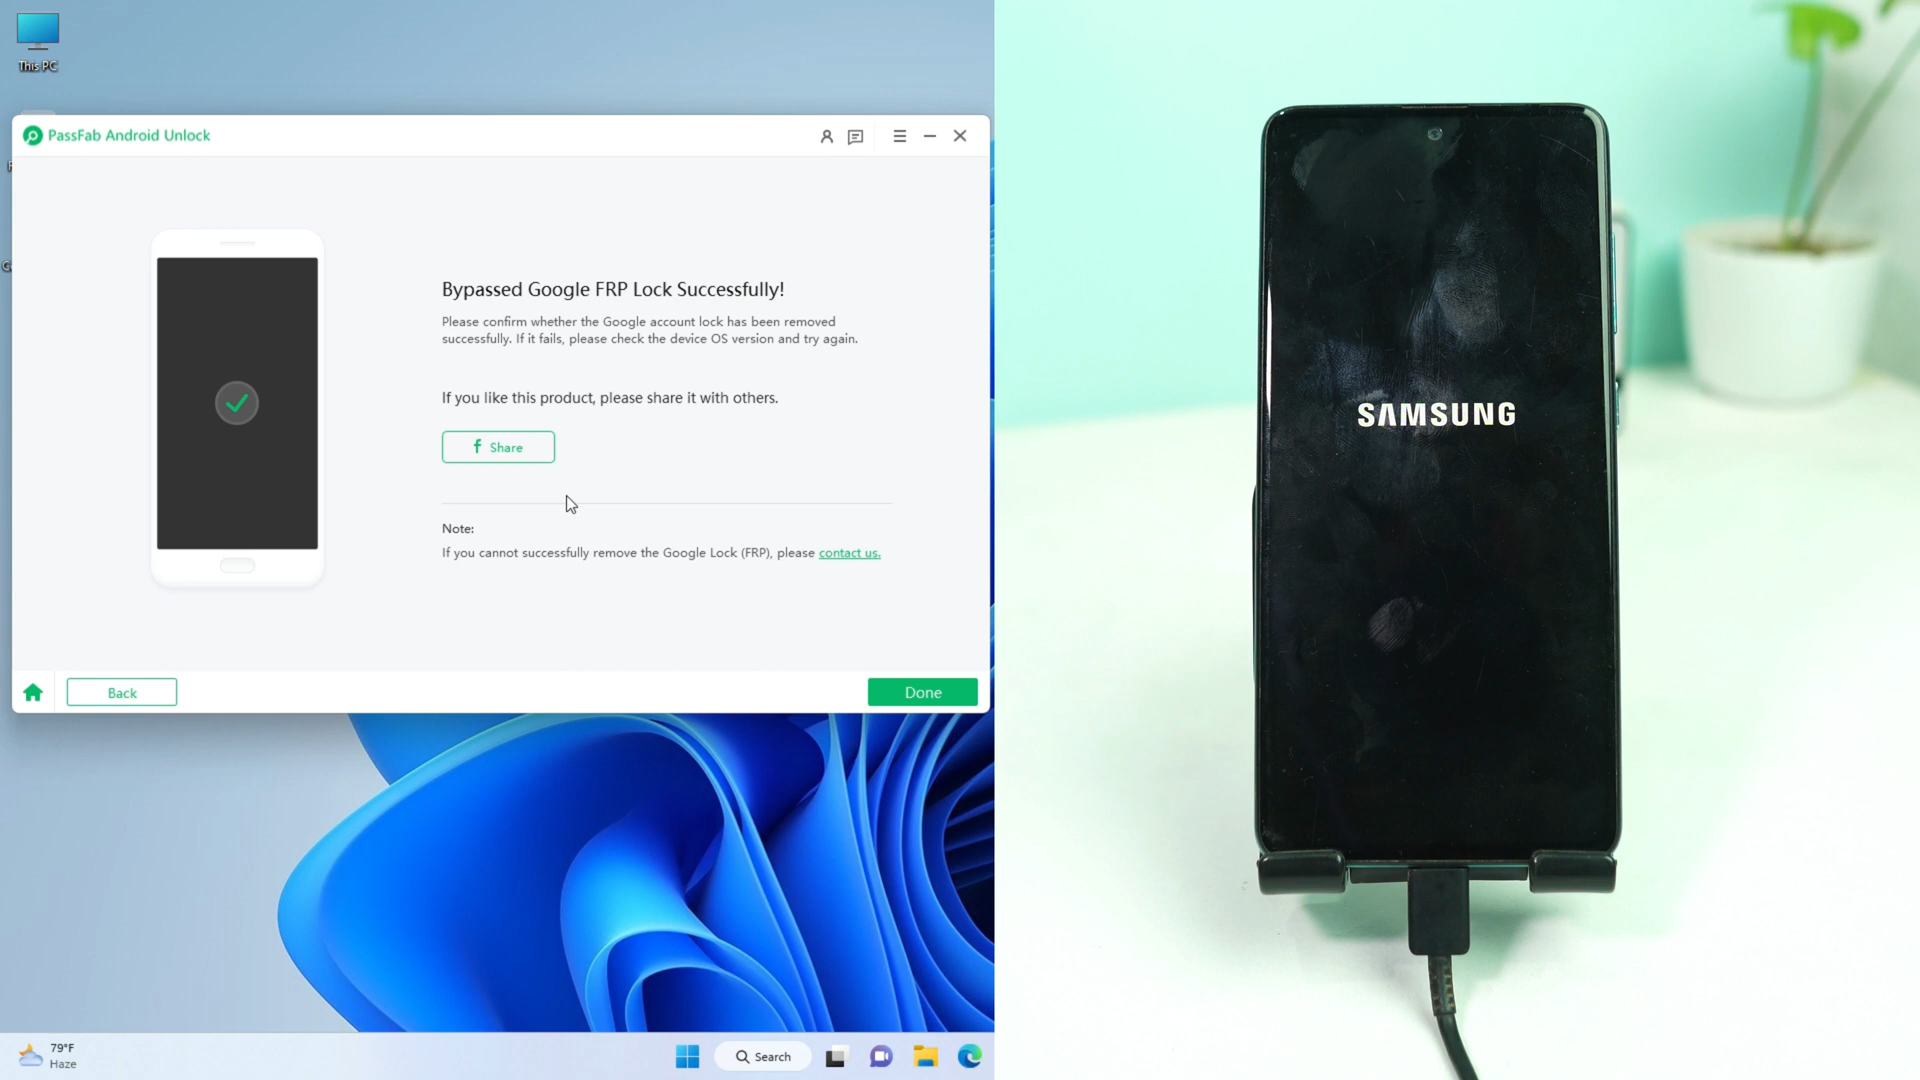 This PC
PassFab Android Unlock
Bypassed Google FRP Lock Successfully!
Please confirm whether the Google account lock has been removed
successfully. If it fails, please check the device OS version and try again.
If you like this product, please share it with others.
Share
Note:
If you cannot successfully remove the Google Lock (FRP), please contact us.
Back
Done
79°F
Haze
Search
SAMSUNG